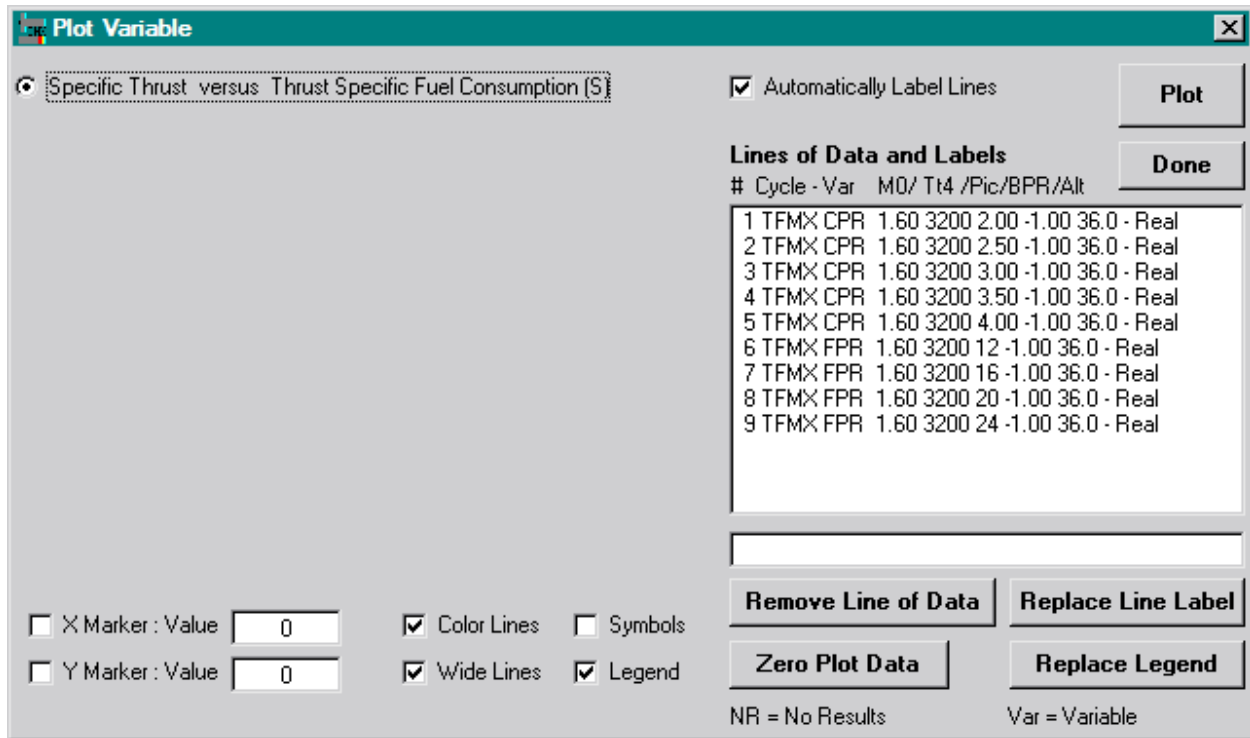 Plot Variable
Specific Thrust versus Thrust Specific Fuel Consumption (S)
Automatically Label Lines
Plot
Done
Lines of Data and Labels
# Cycle - Var M0/ Tt4 /Pic/BPR/Alt
1 TFMX CPR 1.60 3200 2.00 -1.00 36.0 - Real
2 TFMX CPR 1.60 3200 2.50 -1.00 36.0 - Real
3 TFMX CPR 1.60 3200 3.00 -1.00 36.0 - Real
4 TFMX CPR 1.60 3200 3.50 -1.00 36.0 - Real
5 TFMX CPR 1.60 3200 4.00 -1.00 36.0 - Real
6 TFMX FPR 1.60 3200 12 -1.00 36.0 - Real
7 TFMX FPR 1.60 3200 16 -1.00 36.0 - Real
8 TFMX FPR 1.60 3200 20 -1.00 36.0 - Real
9 TFMX FPR 1.60 3200 24 -1.00 36.0 - Real
Remove Line of Data
Replace Line Label
X Marker : Value 0
Color Lines
Symbols
Y Marker : Value 0
Wide Lines
Legend
Zero Plot Data
Replace Legend
NR = No Results
Var = Variable